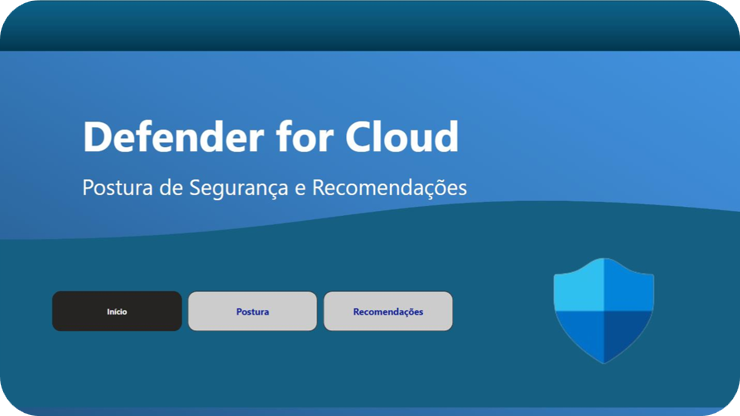 Defender for Cloud
Postura de Segurança e Recomendações
Início
Postura
Recomendações